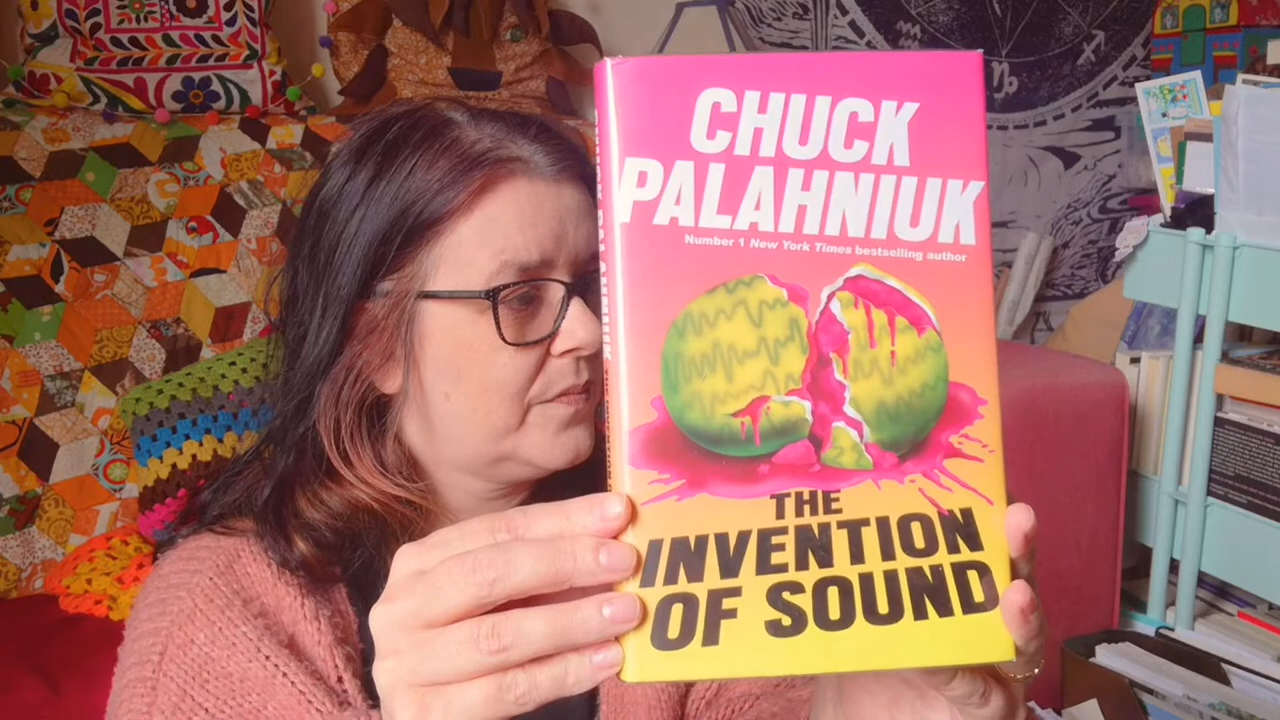 CHUCK
PALAHNIUK
Number 1 New York Times bestselling author
THE
INVENTION
OF SOUND